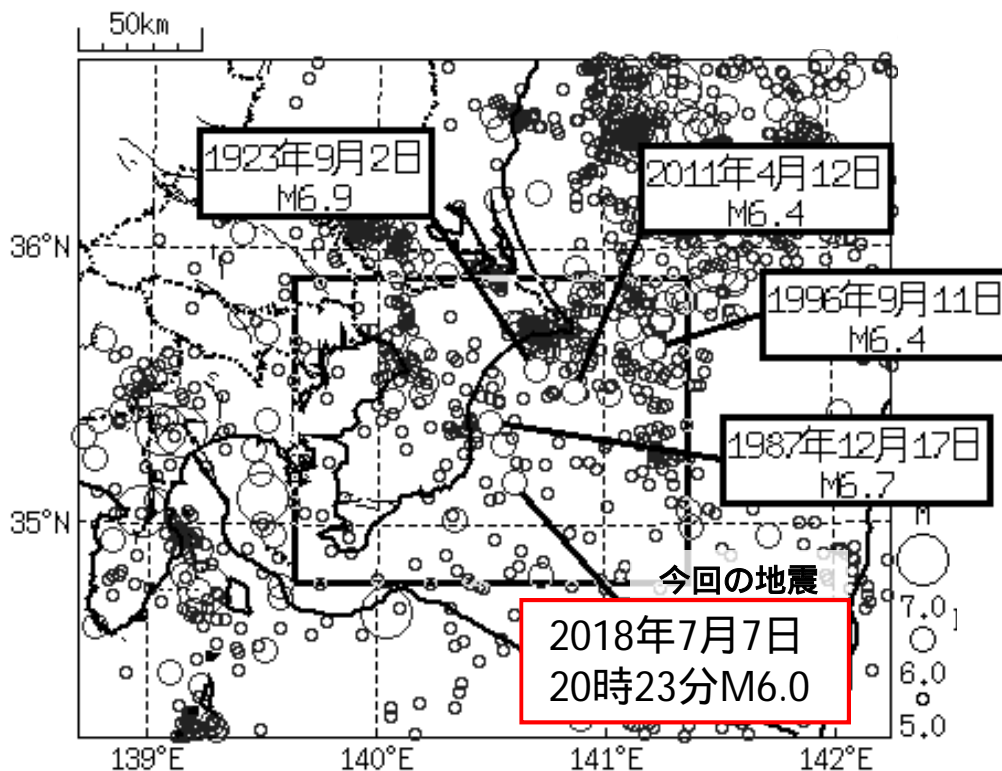 50km
1923年9月2日
M6.9
2011年4月12日
M6.4
36°N
1996年9月11日
M6.4
1987年12月17日
M6.7
35°N
M
今回の地震
2018年7月7日
20時23分M6.0
7.0
6.0
5.0
139°E
140°E
141°E
142°E